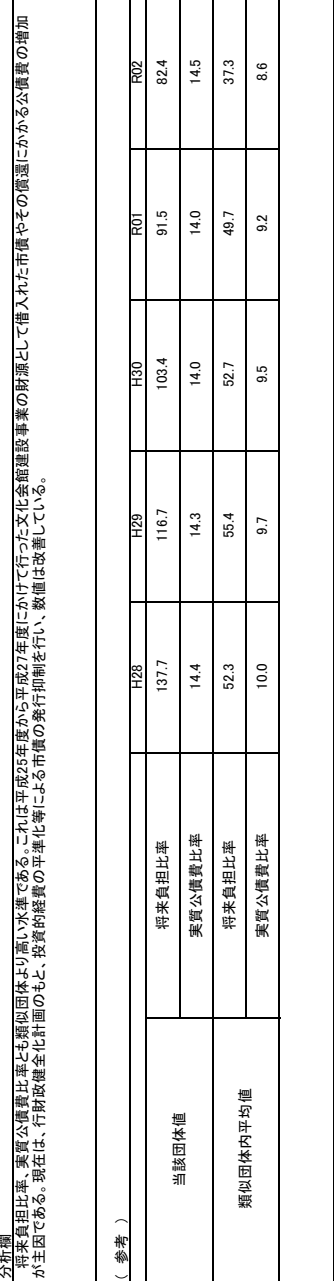 分析欄
将来負担比率、実質公債費比率とも類似団体より高い水準である。これは平成25年度から平成27年度にかけて行った文化会館建設事業の財源として借入れた市債やその償還にかかる公債費の増加
が主因である。現在は、行財政健全化計画のもと、投資的経費の平準化等による市債の発行抑制を行い、数値は改善している。
（ 参考 ）
H28 H29 H30 R01 R02
当該団体値
将来負担比率 137.7 116.7 103.4 91.5 82.4
実質公債費比率 14.4 14.3 14.0 14.0 14.5
類似団体内平均値
将来負担比率 52.3 55.4 52.7 49.7 37.3
実質公債費比率 10.0 9.7 9.5 9.2 8.6